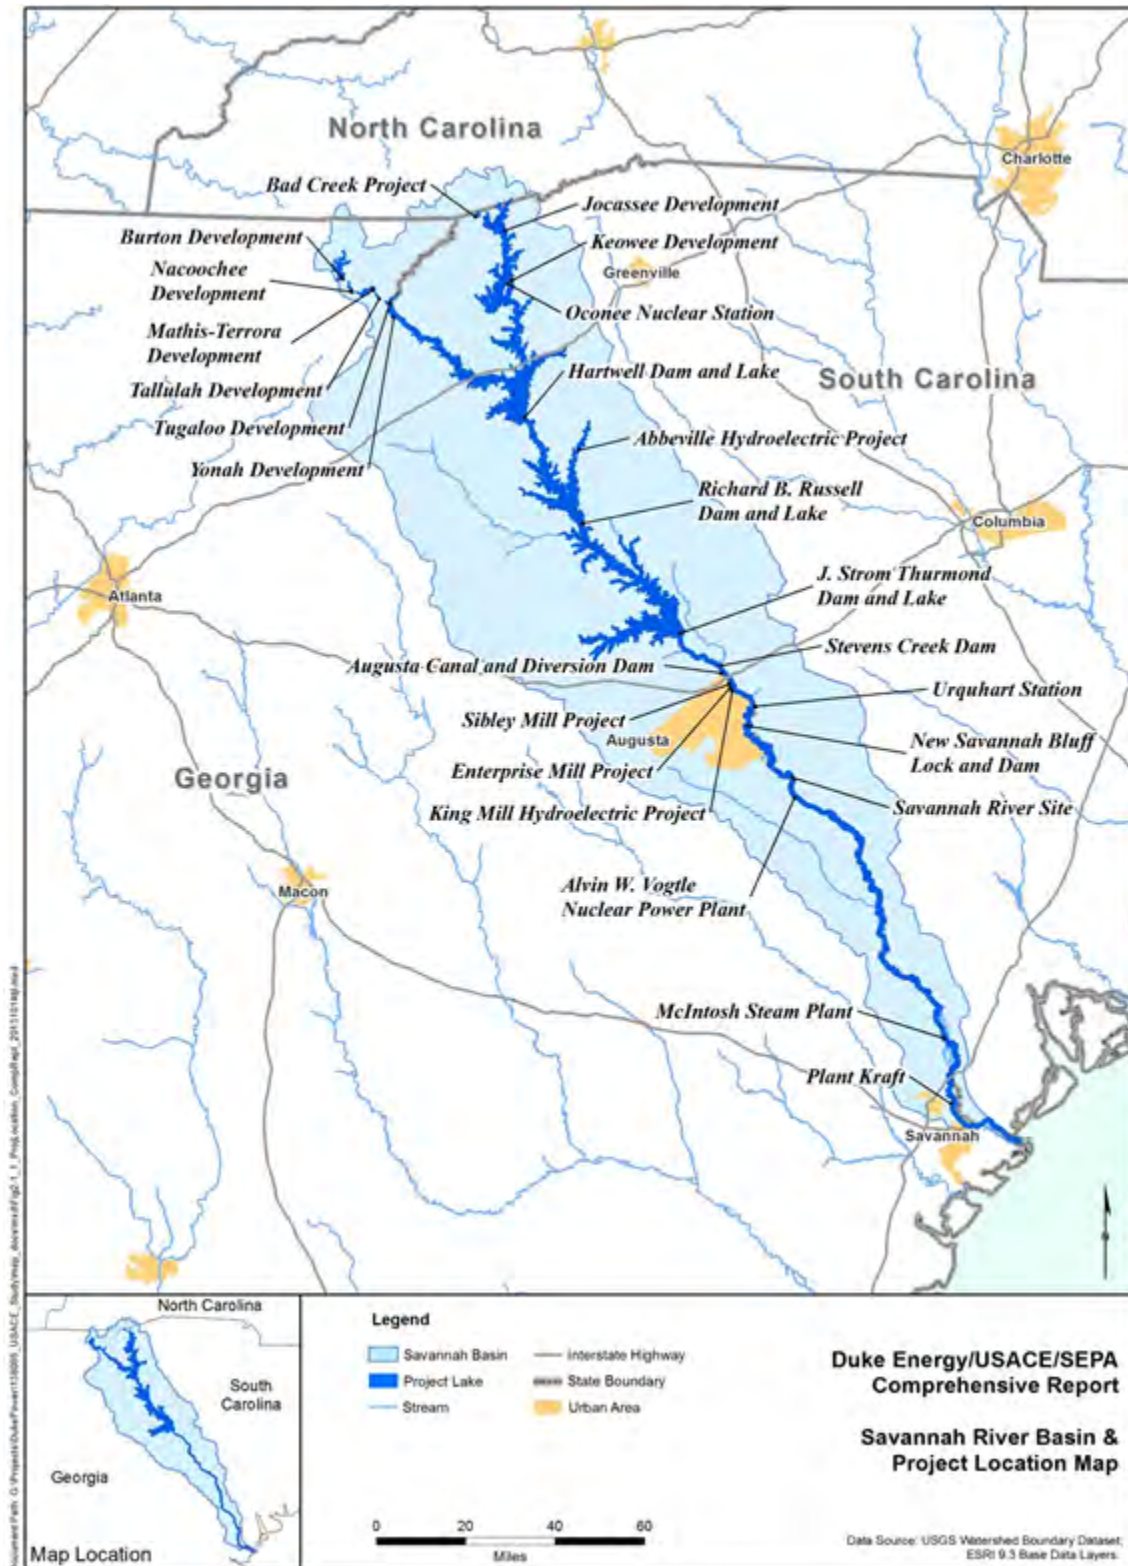 North Carolina
Charlotte
Bad Creek Project
Jocassee Development
Burton Development
Keowee Development
Greenville
Nacoochee
Development
Oconee Nuclear Station
Mathis-Terrora
Development
Hartwell Dam and Lake
South Carolina
Tallulah Development
Tugaloo Development
Abbeville Hydroelectric Project
Yonah Development
Richard B. Russell
Dam and Lake
Columbia
Atlanta
J. Strom Thurmond
Dam and Lake
Stevens Creek Dam
Augusta Canal and Diversion Dam
Urquhart Station
Sibley Mill Project
Augusta
New Savannah Bluff
Lock and Dam
Georgia
Enterprise Mill Project
Savannah River Site
King Mill Hydroelectric Project
Macon
Alvin W. Vogtle
Nuclear Power Plant
McIntosh Steam Plant
Plant Kraft
Savannah
North Carolina
South
Carolina
Georgia
Map Location
Legend
Savannah Basin
Project Lake
Stream
Interstate Highway
State Boundary
Urban Area
0 20 40 60
Miles
Duke Energy/USACE/SEPA
Comprehensive Report
Savannah River Basin &
Project Location Map
Data Source: USGS Watershed Boundary Dataset,
ESRI 9.3 Base Data Layers.